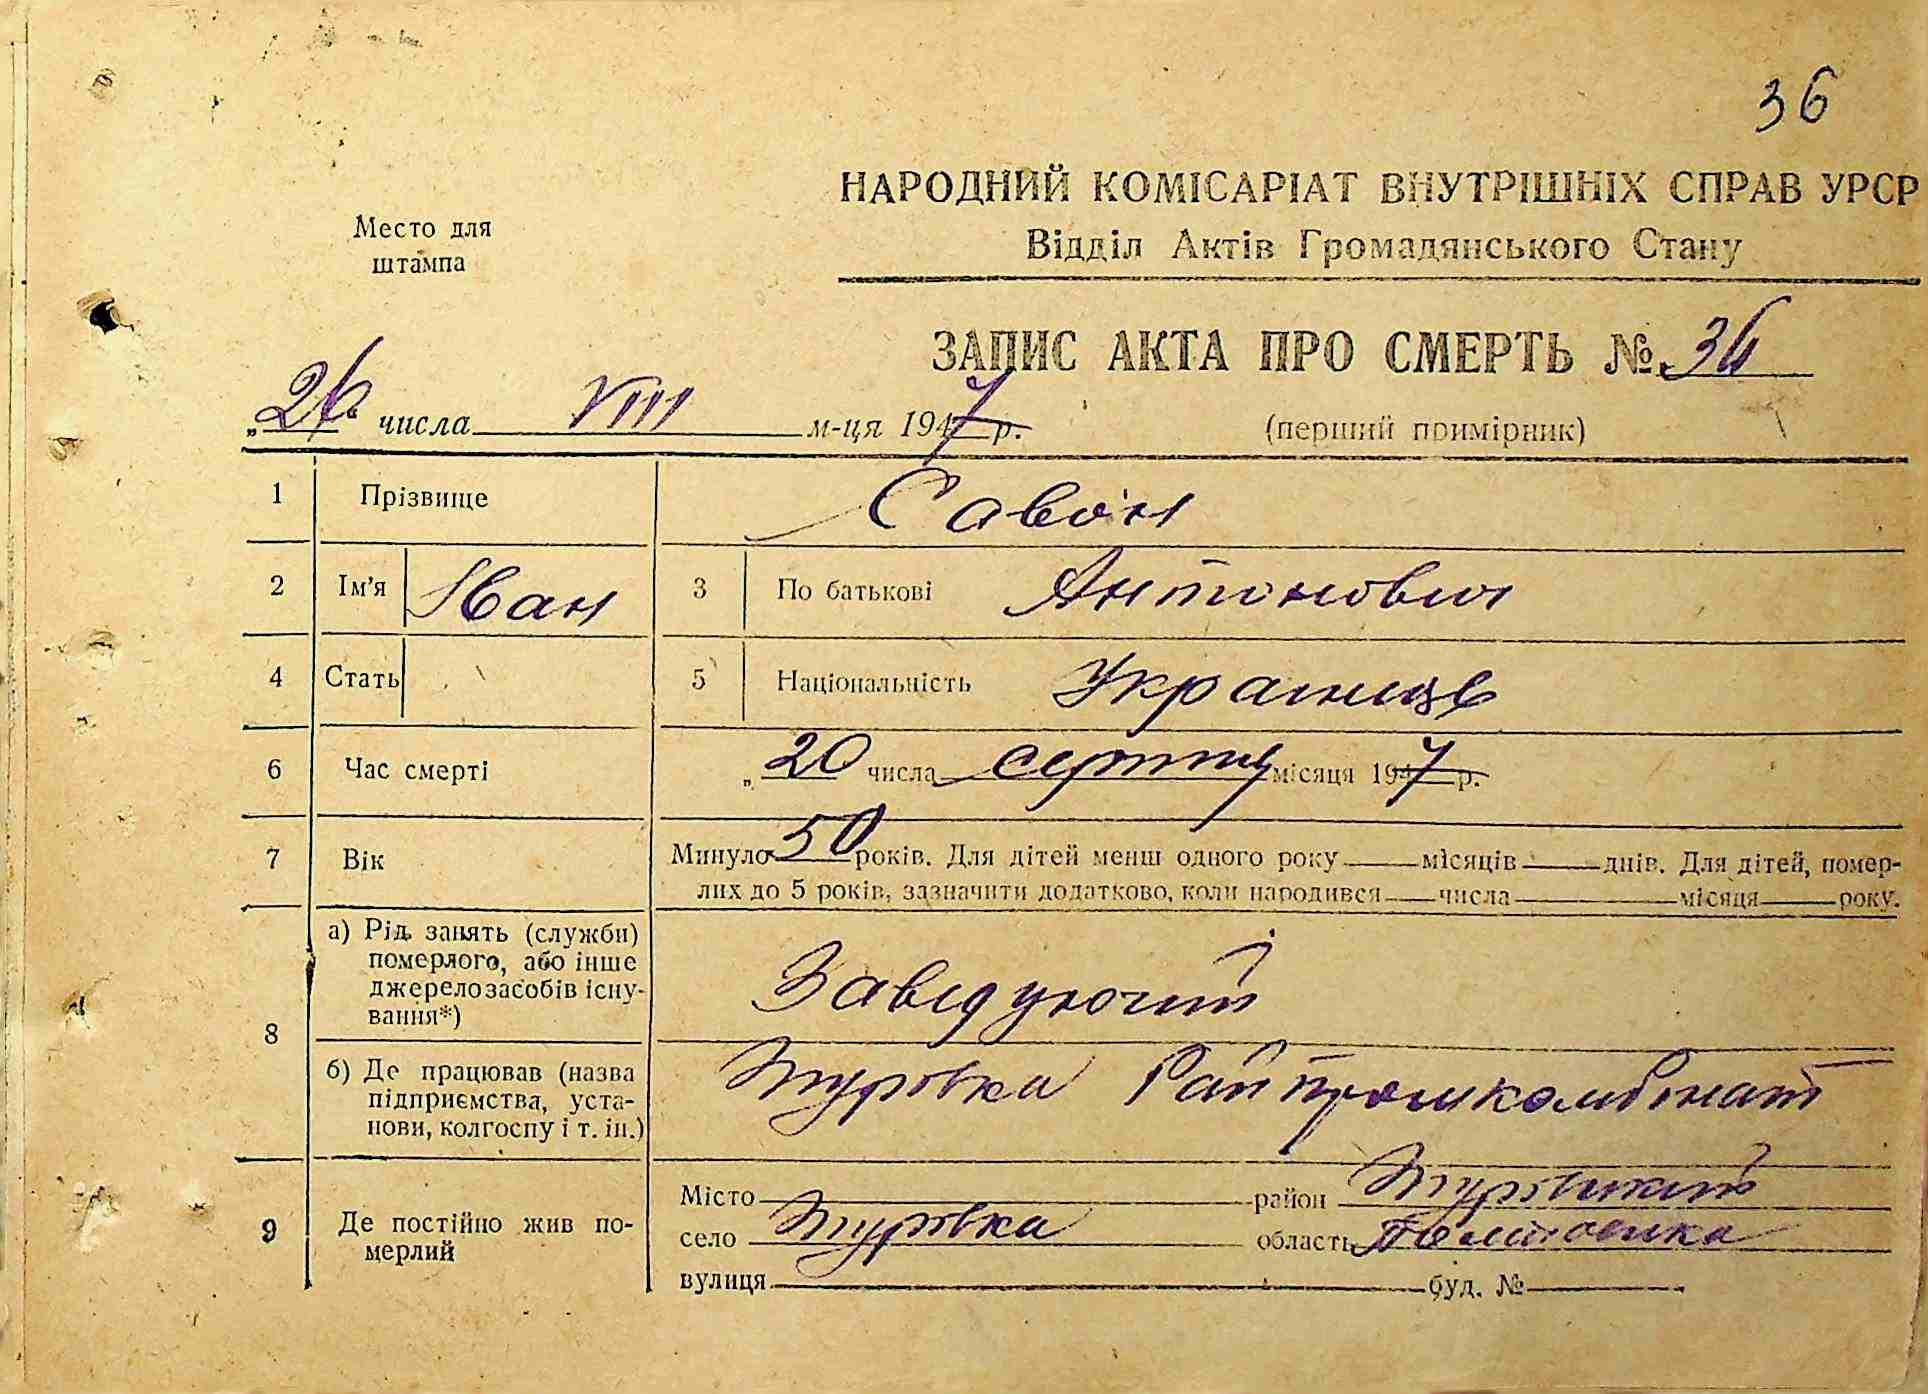 36
НАРОДНИЙ КОМІСАРІАТ ВНУТРІШНІХ СПРАВ УРСР
Место для
штампа
Відділ Актів Громадянського Стану
ЗАПИС АКТА ПРО СМЕРТЬ № 36
„26“ числа VIII м-ця 1947 р. (перший примірник)
1 Прізвище Савон
2 Ім'я Іван 3 По батькові Антонович
4 Стать 5 Національність Украинець
6 Час смерті „20 числа серпня місяця 1947 р.
7 Вік Минуло 50 років. Для дітей менш одного року місяців днів. Для дітей, помер-
лих до 5 років, зазначити додатково, коли народився числа місяця року.
8 а) Рід занять (служби)
померлого, або інше
джерело засобів існу-
вання*)
Завідуючий
б) Де працював (назва
підприємства, уста-
нови, колгоспу і т. ін.)
Турівка Райпромкомбінат
9 Де постійно жив по-
мерлий
Місто район Турівський
село Турівка область Полтавська
вулиця буд. №